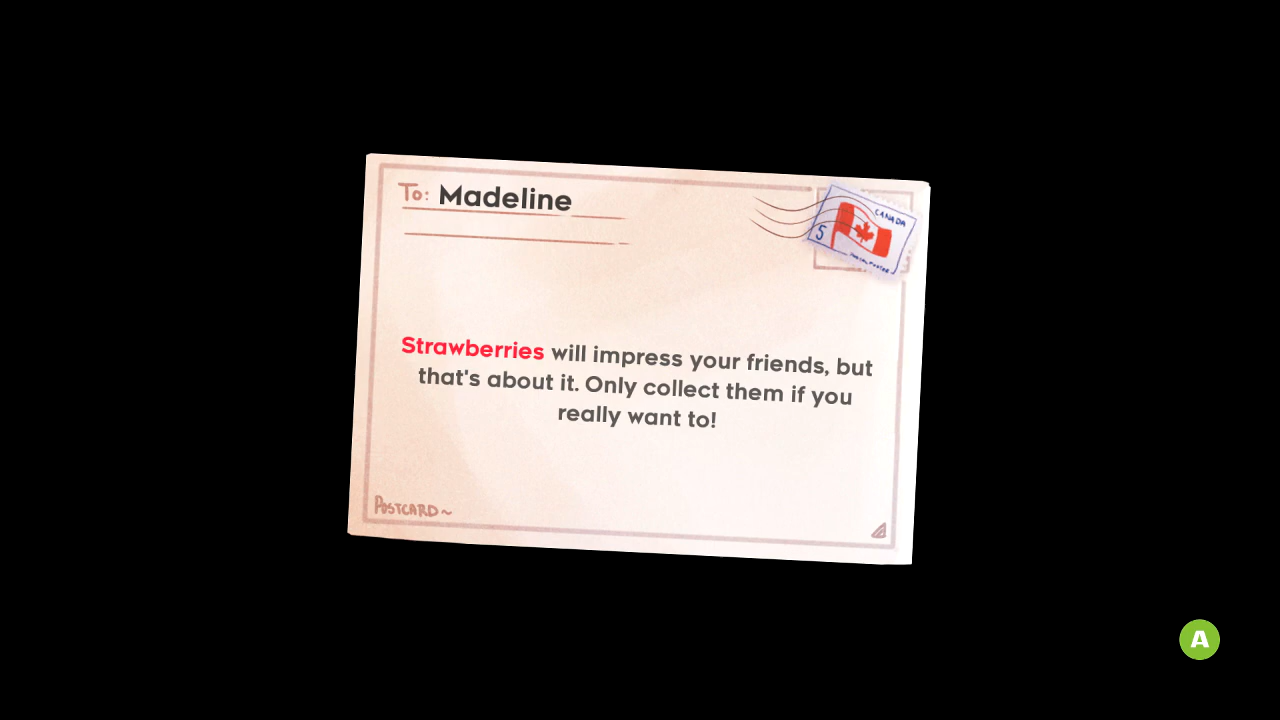 To: Madeline
CANADA
5
Strawberries will impress your friends, but
that's about it. Only collect them if you
really want to!
POSTCARD~
A